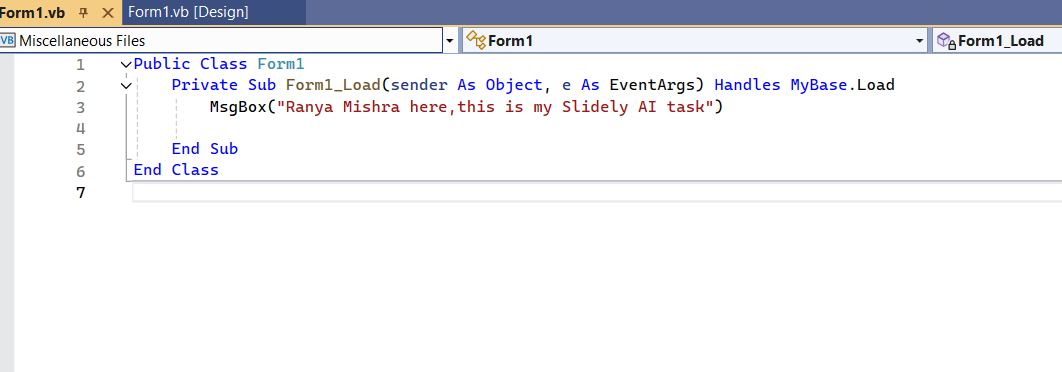 Form1.vb Form1.vb [Design]
VB Miscellaneous Files Form1 Form1_Load
1 Public Class Form1
2 Private Sub Form1_Load(sender As Object, e As EventArgs) Handles MyBase.Load
3 MsgBox("Ranya Mishra here,this is my Slidely AI task")
4
5 End Sub
6 End Class
7